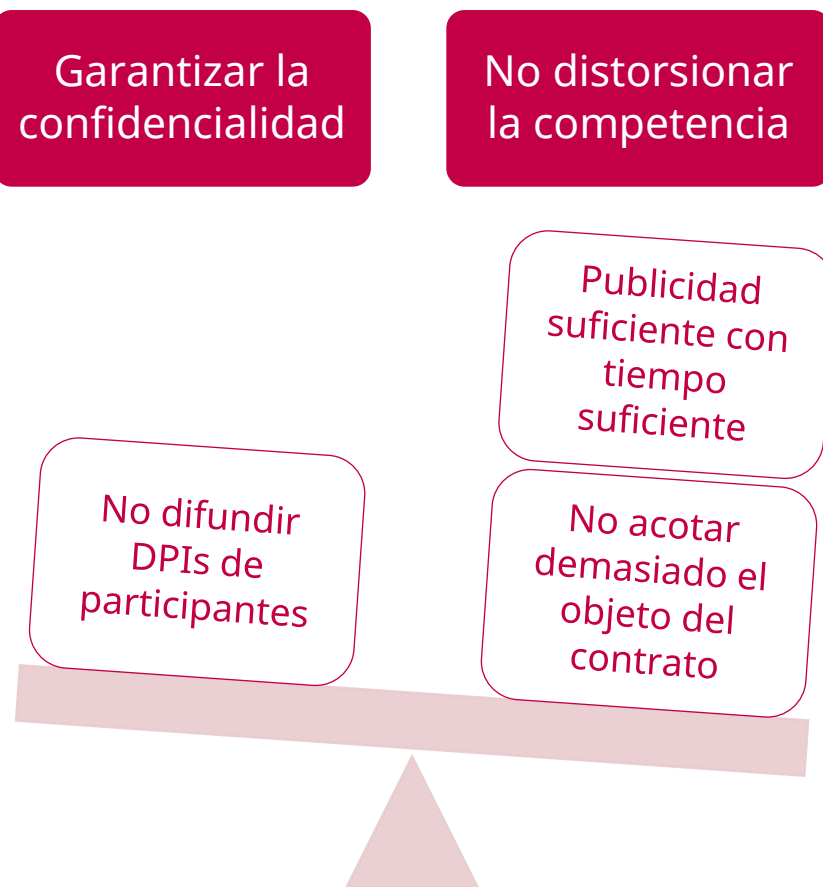 Garantizar la
confidencialidad
No distorsionar
la competencia
Publicidad
suficiente con
tiempo
suficiente
No difundir
DPIs de
participantes
No acotar
demasiado el
objeto del
contrato